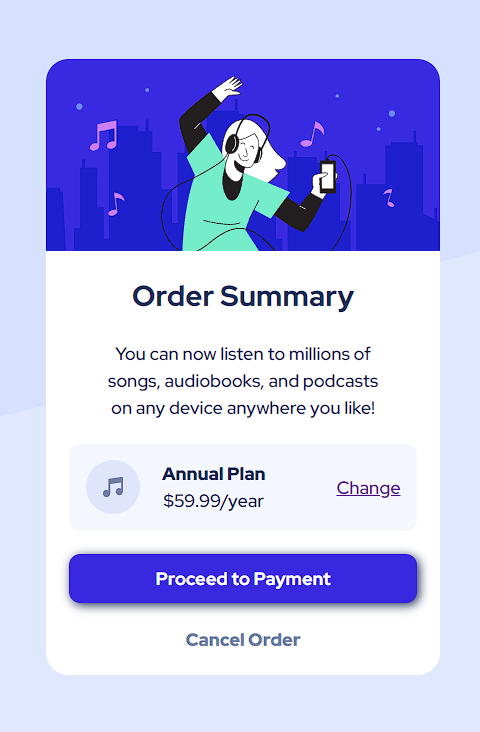 Order Summary
You can now listen to millions of
songs, audiobooks, and podcasts
on any device anywhere you like!
Annual Plan
$59.99/year
Change
Proceed to Payment
Cancel Order